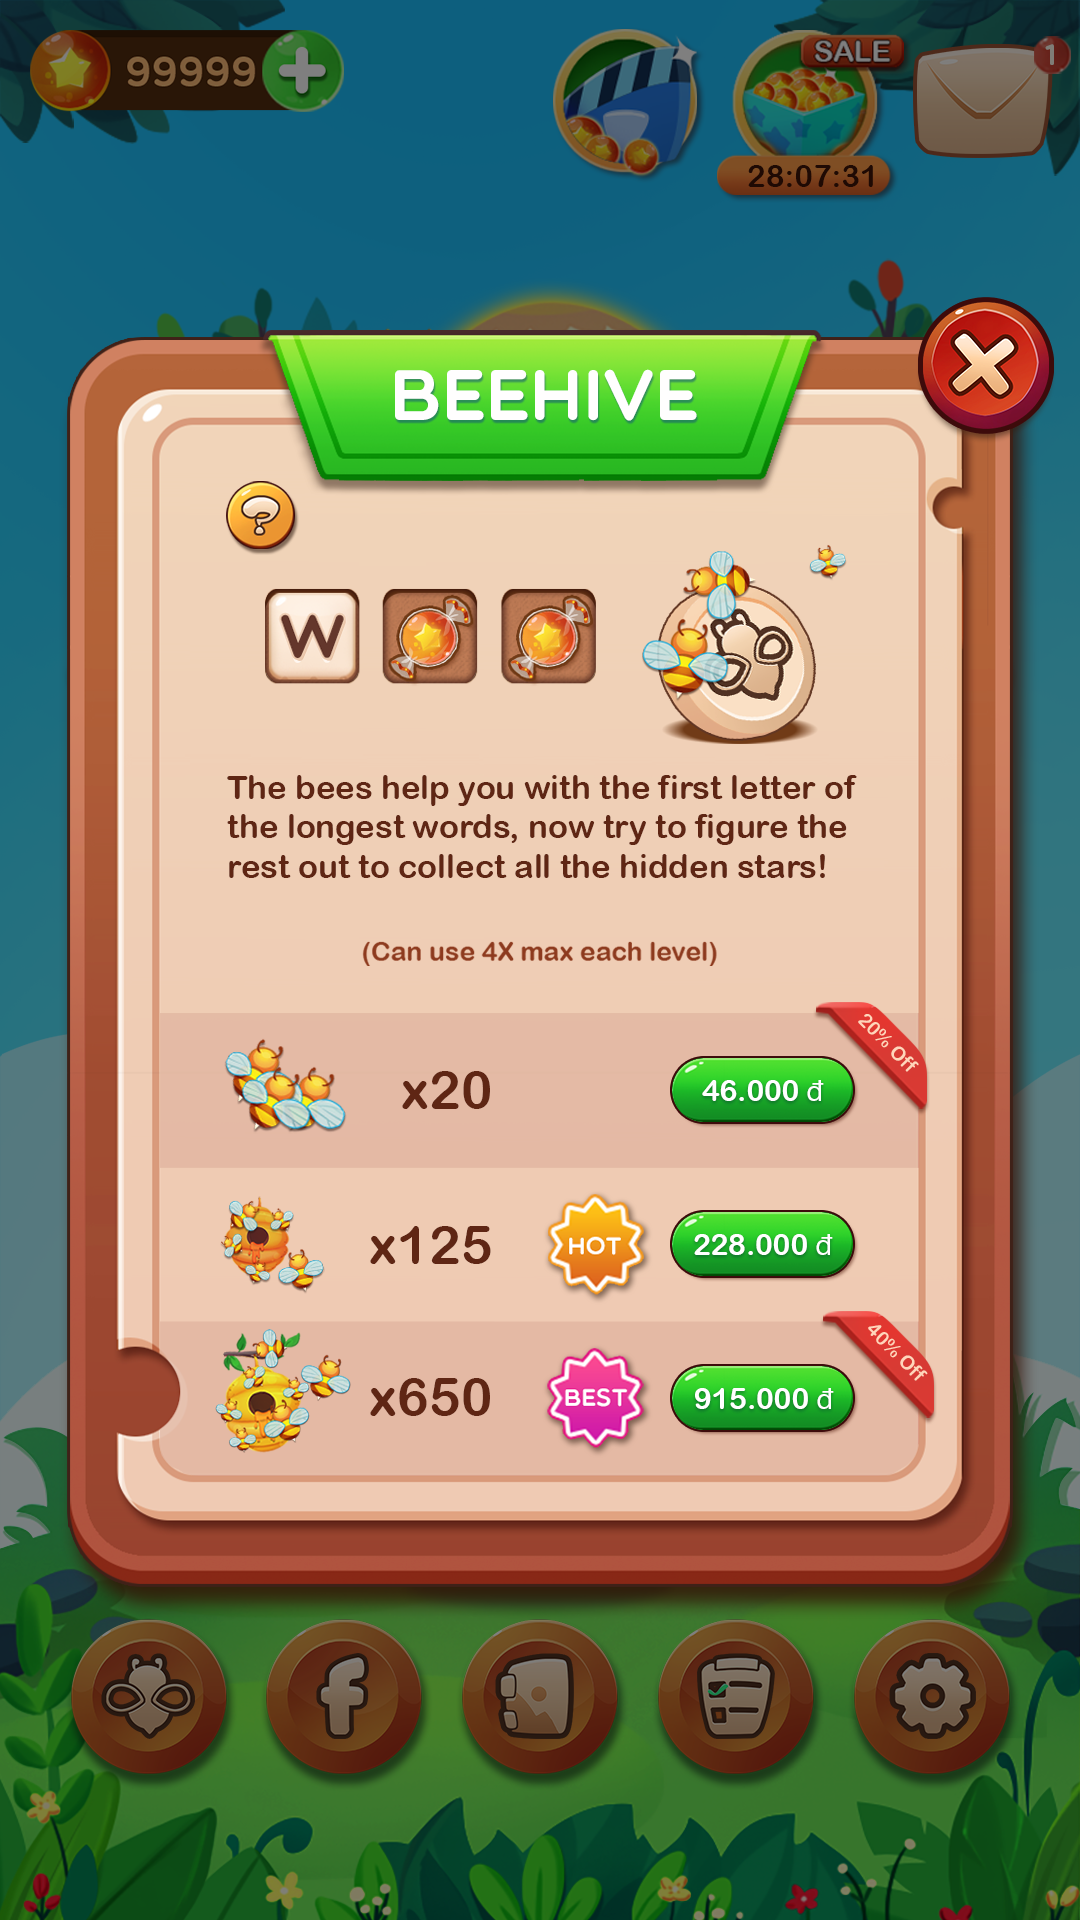 99999
SALE
1
28:07:31
BEEHIVE
?
W
The bees help you with the first letter of
the longest words, now try to figure the
rest out to collect all the hidden stars!
(Can use 4X max each level)
20% Off
x20
46.000 đ
x125
HOT
228.000 đ
40% Off
x650
BEST
915.000 đ
f